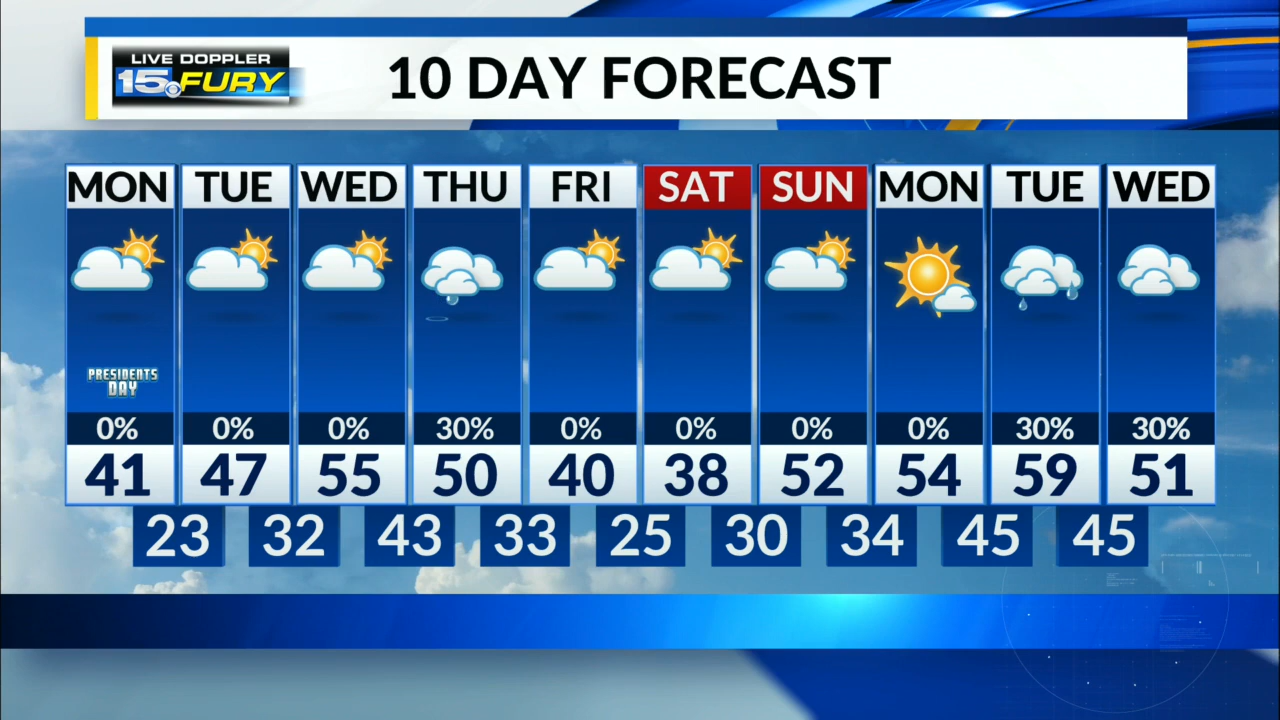 LIVE DOPPLER
15 FURY
10 DAY FORECAST
MON TUE WED THU FRI SAT SUN MON TUE WED
PRESIDENTS
DAY
0% 0% 0% 30% 0% 0% 0% 0% 30% 30%
41 47 55 50 40 38 52 54 59 51
23 32 43 33 25 30 34 45 45